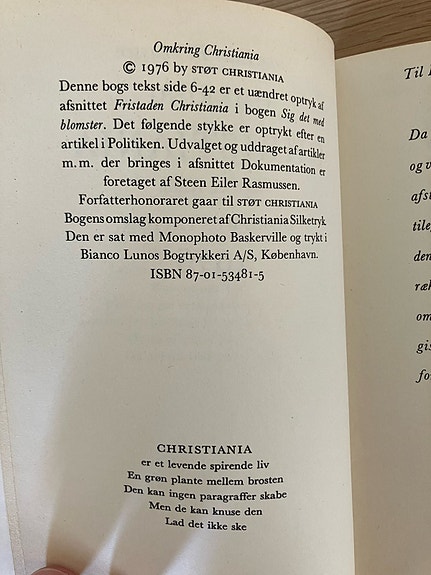 Omkring Christiania
© 1976 by STØT CHRISTIANIA
Denne bogs tekst side 6-42 er et uændret optryk af
afsnittet Fristaden Christiania i bogen Sig det med
blomster. Det følgende stykke er optrykt efter en
artikel i Politiken. Udvalget og uddraget af artikler
m.m. der bringes i afsnittet Dokumentation er
foretaget af Steen Eiler Rasmussen.
Forfatterhonoraret gaar til STØT CHRISTIANIA
Bogens omslag komponeret af Christiania Silketryk
Den er sat med Monophoto Baskerville og trykt i
Bianco Lunos Bogtrykkeri A/S, København.
ISBN 87-01-53481-5
CHRISTIANIA
er et levende spirende liv
En grøn plante mellem brosten
Den kan ingen paragraffer skabe
Men de kan knuse den
Lad det ikke ske
Til
Da
og v
afst
tile
den
ræk
om
gis
for